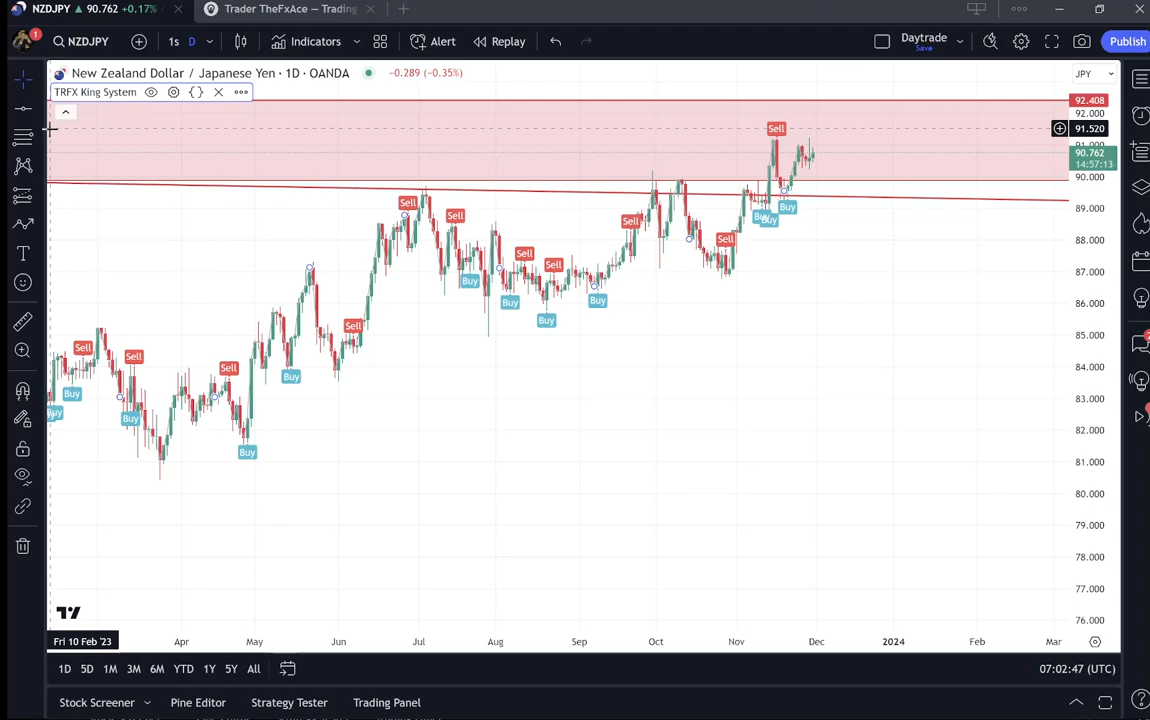 NZDJPY ▲ 90.762 +0.17%
Trader TheFxAce — Trading
1
NZDJPY
1s
D
Indicators
Alert
Replay
Daytrade
Save
Publish
New Zealand Dollar / Japanese Yen · 1D · OANDA
−0.289 (−0.35%)
JPY
TRFX King System
92.408
92.000
91.520
91.000
90.762
14:57:13
90.000
89.000
88.000
87.000
86.000
85.000
84.000
83.000
82.000
81.000
80.000
79.000
78.000
77.000
76.000
Sell
Buy
Buy
Buy
Sell
Sell
Sell
Buy
Sell
Sell
Buy
Buy
Sell
Sell
Buy
Buy
Sell
Buy
Sell
Buy
Sell
Buy
Buy
Fri 10 Feb '23
Apr
May
Jun
Jul
Aug
Sep
Oct
Nov
Dec
2024
Feb
Mar
1D
5D
1M
3M
6M
YTD
1Y
5Y
All
07:02:47 (UTC)
Stock Screener
Pine Editor
Strategy Tester
Trading Panel